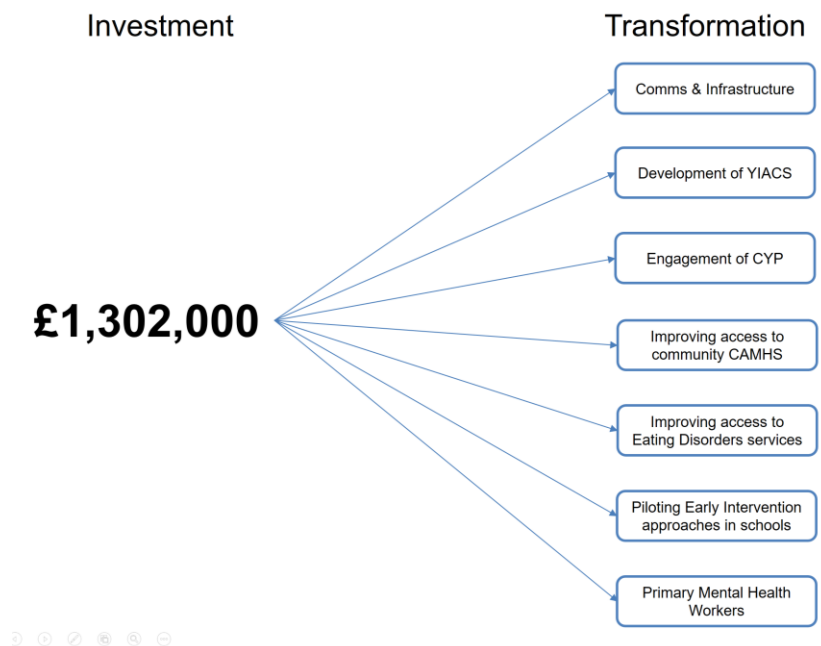 Investment
Transformation
Comms & Infrastructure
Development of YIACS
Engagement of CYP
£1,302,000
Improving access to
community CAMHS
Improving access to
Eating Disorders services
Piloting Early Intervention
approaches in schools
Primary Mental Health
Workers